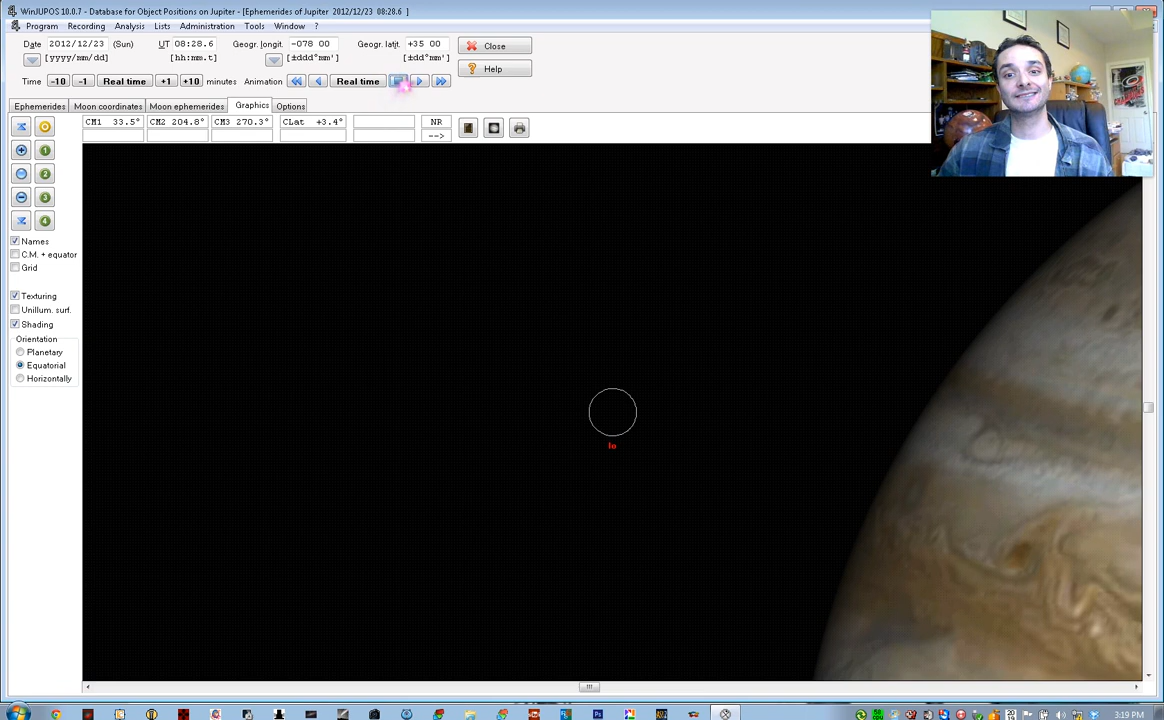 WinJUPOS 10.0.7 - Database for Object Positions on Jupiter - [Ephemerides of Jupiter 2012/12/23 08:28.6 ]
Program Recording Analysis Lists Administration Tools Window ?
Date 2012/12/23 (Sun) UT 08:28.6 Geogr. longit. -078 00 Geogr. latit. +35 00 Close
[yyyy/mm/dd] [hh:mm.t] [±ddd°mm'] [±dd°mm'] Help
Time -10 -1 Real time +1 +10 minutes Animation Real time
Ephemerides Moon coordinates Moon ephemerides Graphics Options
CM1 33.5° CM2 204.8° CM3 270.3° CLat +3.4° NR
-->
1
2
3
4
Names
C.M. + equator
Grid
Texturing
Unillum. surf.
Shading
Orientation
Planetary
Equatorial
Horizontally
Io
3:19 PM